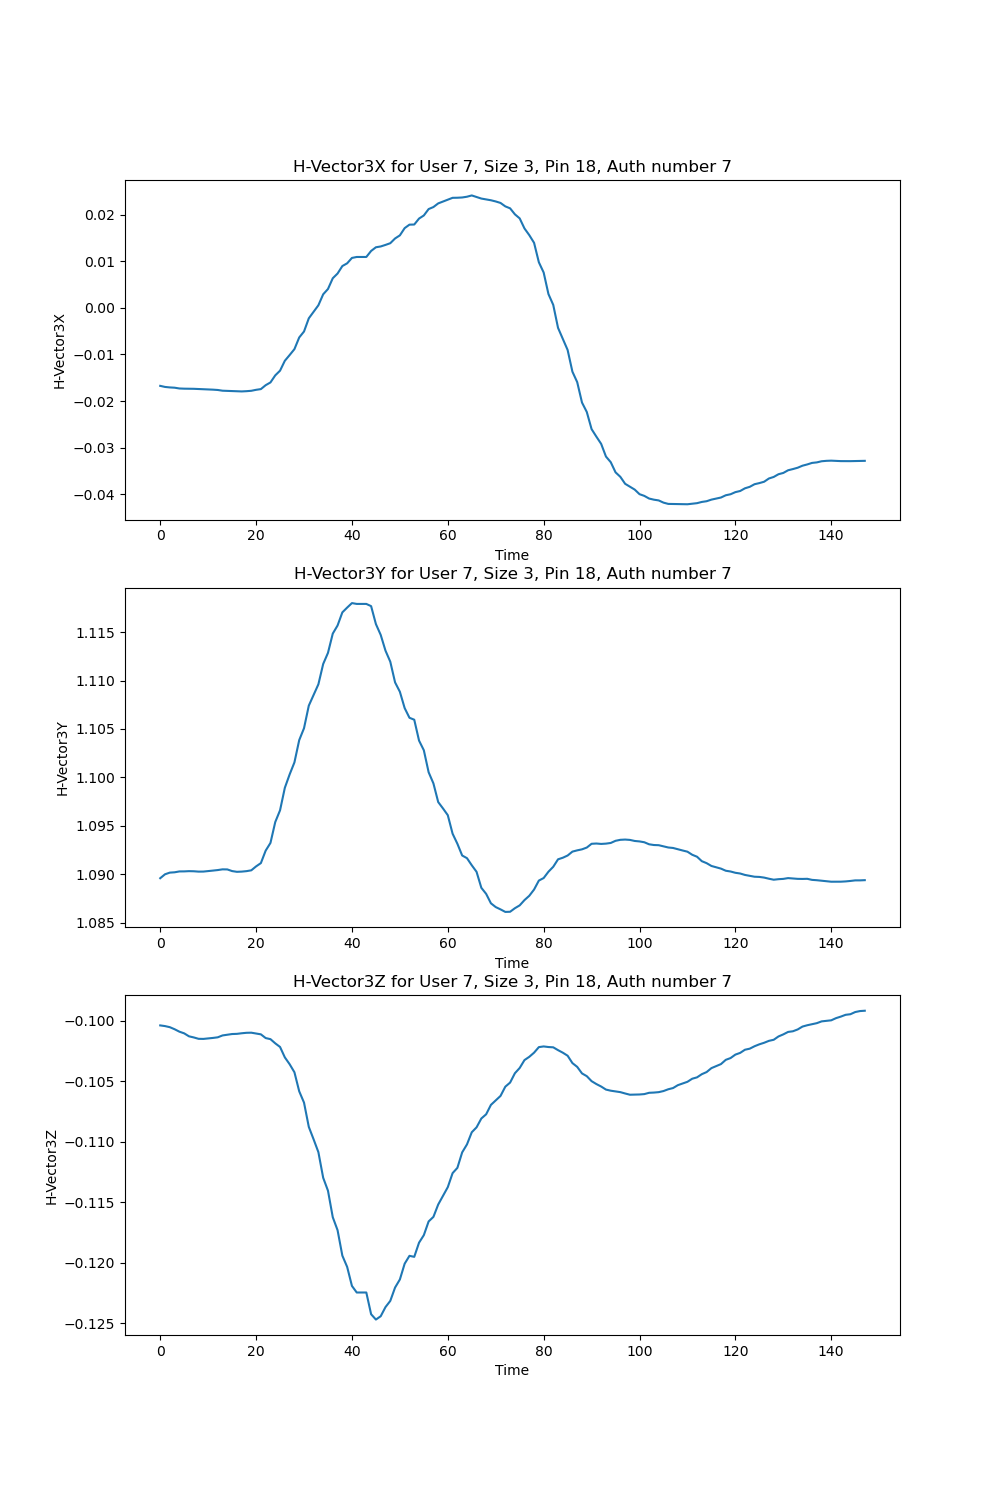 H-Vector3X for User 7, Size 3, Pin 18, Auth number 7
H-Vector3X
0.02
0.01
0.00
−0.01
−0.02
−0.03
−0.04
0 20 40 60 80 100 120 140
Time
H-Vector3Y for User 7, Size 3, Pin 18, Auth number 7
H-Vector3Y
1.115
1.110
1.105
1.100
1.095
1.090
1.085
0 20 40 60 80 100 120 140
Time
H-Vector3Z for User 7, Size 3, Pin 18, Auth number 7
H-Vector3Z
−0.100
−0.105
−0.110
−0.115
−0.120
−0.125
0 20 40 60 80 100 120 140
Time